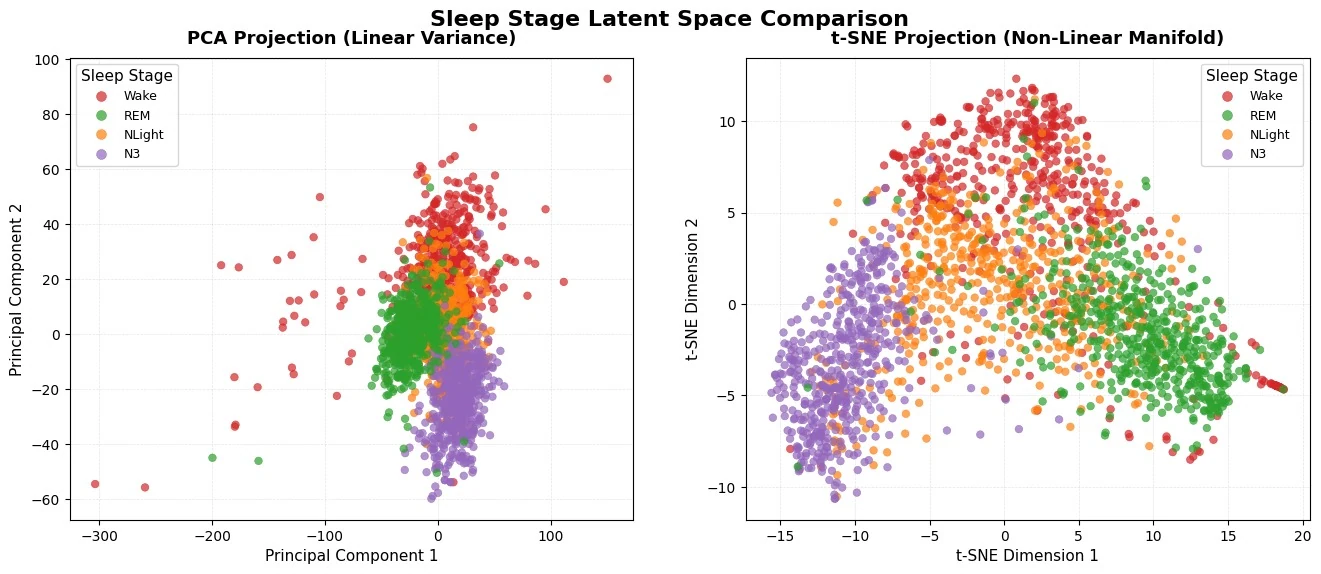 Sleep Stage Latent Space Comparison
PCA Projection (Linear Variance)
Sleep Stage
Wake
REM
NLight
N3
Principal Component 2
100
80
60
40
20
0
−20
−40
−60
−300
−200
−100
0
100
Principal Component 1
t-SNE Projection (Non-Linear Manifold)
Sleep Stage
Wake
REM
NLight
N3
t-SNE Dimension 2
10
5
0
−5
−10
−15
−10
−5
0
5
10
15
20
t-SNE Dimension 1